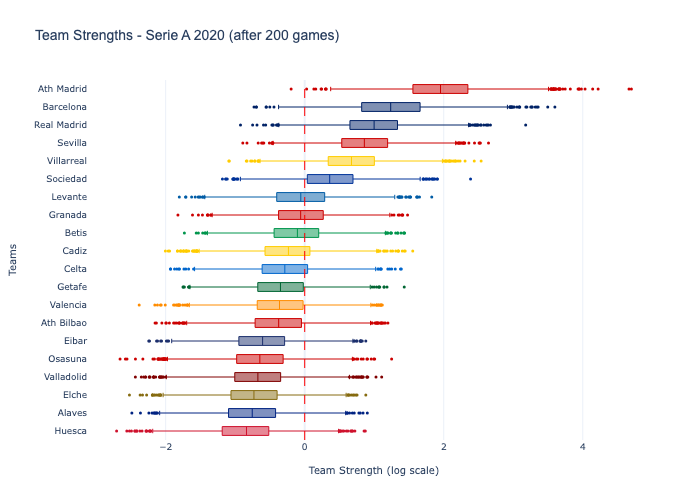 Team Strengths - Serie A 2020 (after 200 games)
Ath Madrid
Barcelona
Real Madrid
Sevilla
Villarreal
Sociedad
Levante
Granada
Betis
Cadiz
Celta
Getafe
Valencia
Ath Bilbao
Eibar
Osasuna
Valladolid
Elche
Alaves
Huesca
Teams
−2 0 2 4
Team Strength (log scale)